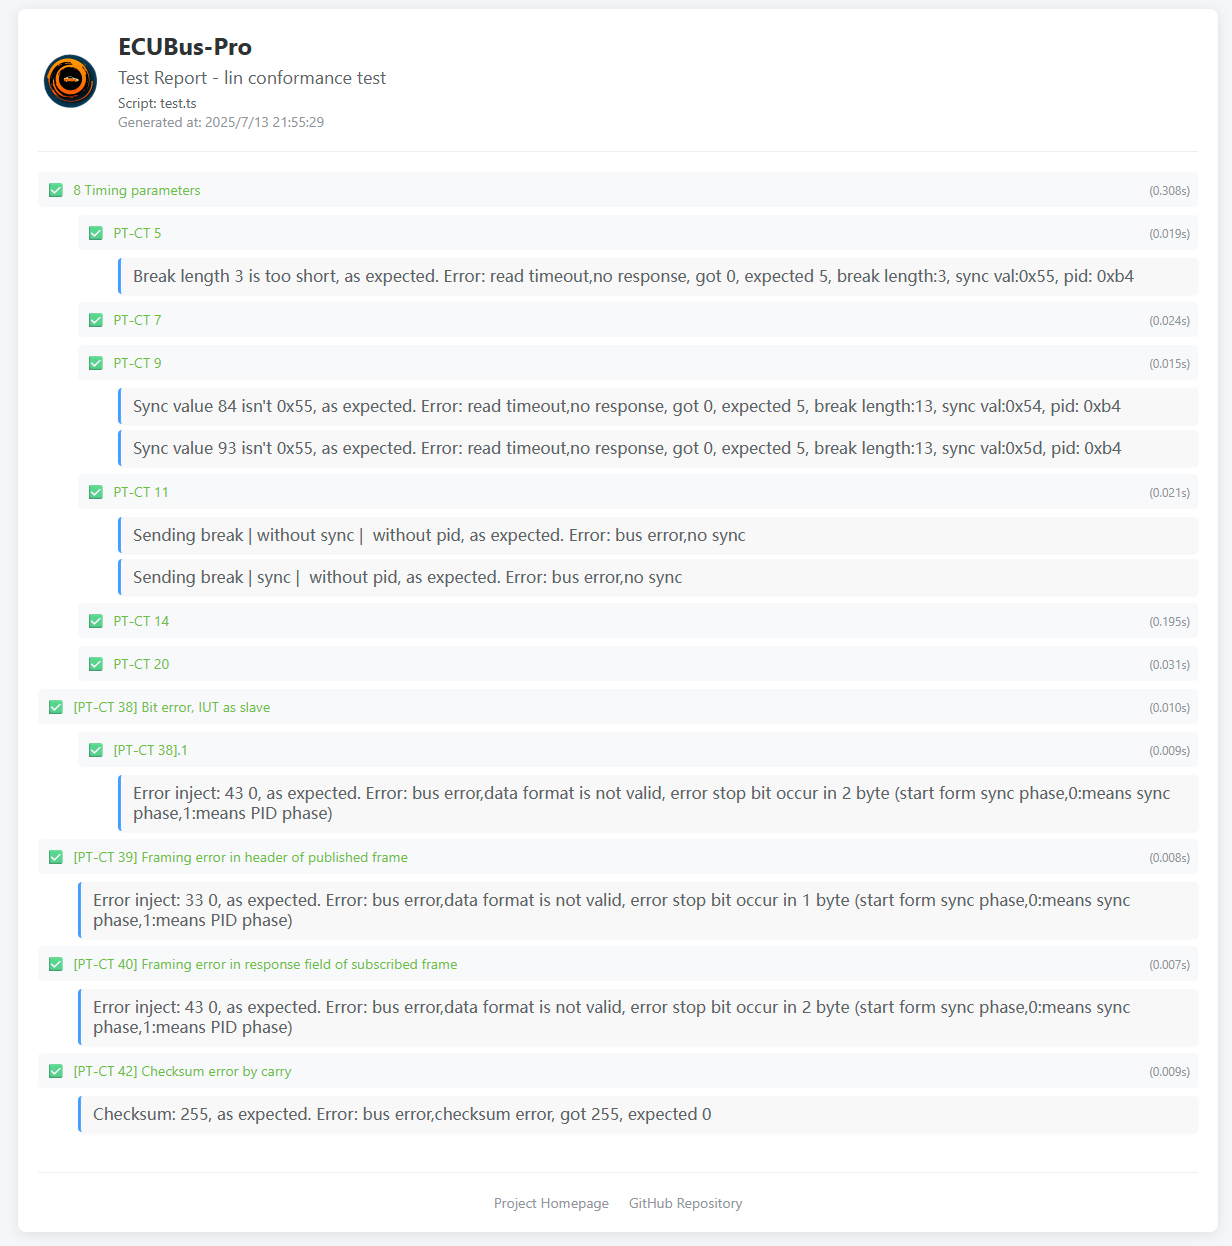 ECUBus-Pro
Test Report - lin conformance test
Script: test.ts
Generated at: 2025/7/13 21:55:29
8 Timing parameters (0.308s)
PT-CT 5 (0.019s)
Break length 3 is too short, as expected. Error: read timeout,no response, got 0, expected 5, break length:3, sync val:0x55, pid: 0xb4
PT-CT 7 (0.024s)
PT-CT 9 (0.015s)
Sync value 84 isn't 0x55, as expected. Error: read timeout,no response, got 0, expected 5, break length:13, sync val:0x54, pid: 0xb4
Sync value 93 isn't 0x55, as expected. Error: read timeout,no response, got 0, expected 5, break length:13, sync val:0x5d, pid: 0xb4
PT-CT 11 (0.021s)
Sending break | without sync |  without pid, as expected. Error: bus error,no sync
Sending break | sync |  without pid, as expected. Error: bus error,no sync
PT-CT 14 (0.195s)
PT-CT 20 (0.031s)
[PT-CT 38] Bit error, IUT as slave (0.010s)
[PT-CT 38].1 (0.009s)
Error inject: 43 0, as expected. Error: bus error,data format is not valid, error stop bit occur in 2 byte (start form sync phase,0:means sync
phase,1:means PID phase)
[PT-CT 39] Framing error in header of published frame (0.008s)
Error inject: 33 0, as expected. Error: bus error,data format is not valid, error stop bit occur in 1 byte (start form sync phase,0:means sync
phase,1:means PID phase)
[PT-CT 40] Framing error in response field of subscribed frame (0.007s)
Error inject: 43 0, as expected. Error: bus error,data format is not valid, error stop bit occur in 2 byte (start form sync phase,0:means sync
phase,1:means PID phase)
[PT-CT 42] Checksum error by carry (0.009s)
Checksum: 255, as expected. Error: bus error,checksum error, got 255, expected 0
Project Homepage GitHub Repository